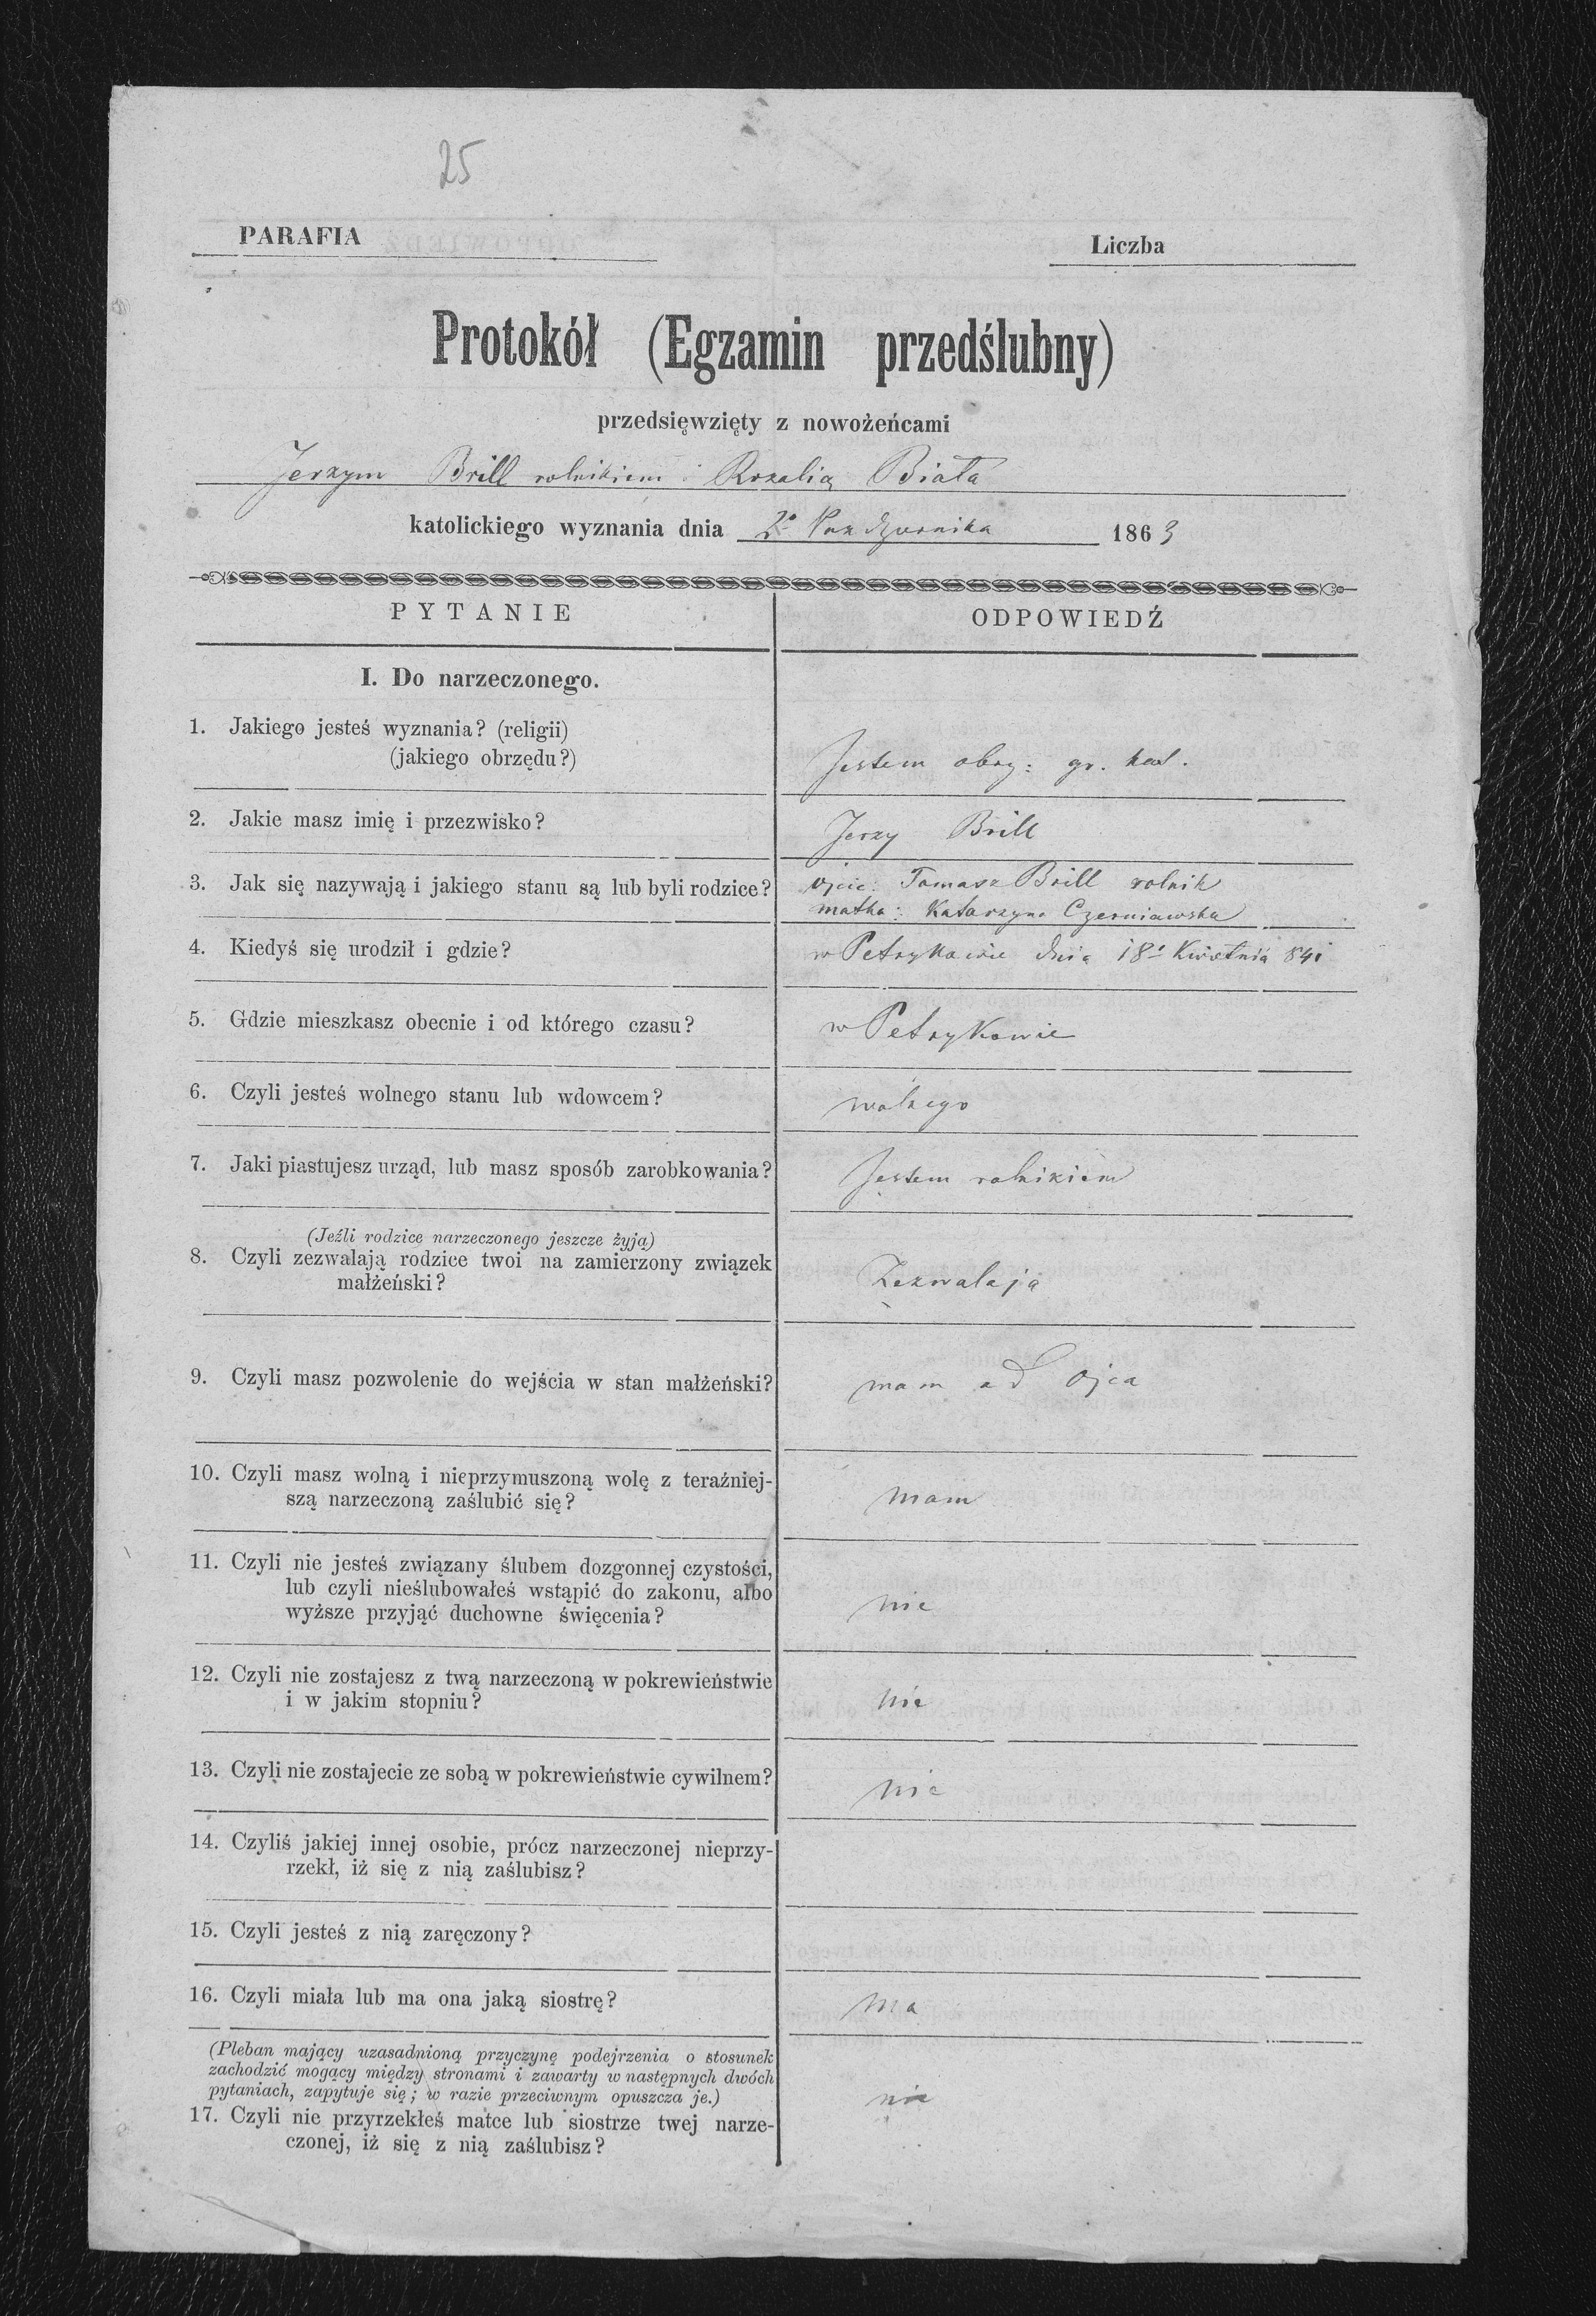 25
PARAFIA
Liczba
Protokół (Egzamin przedślubny)
przedsięwzięty z nowożeńcami
Jerzym Brill rolnikiem i Rozalią Biała
katolickiego wyznania dnia 2º Października 1863
PYTANIE
ODPOWIEDŹ
I. Do narzeczonego.
1. Jakiego jesteś wyznania? (religii)
(jakiego obrzędu?)
Jestem obrz: gr. kat.
2. Jakie masz imię i przezwisko?
Jerzy Brill
3. Jak się nazywają i jakiego stanu są lub byli rodzice?
ojcie: Tomasz Brill rolnik
matka: Katarzyna Czerniawska
4. Kiedyś się urodził i gdzie?
w Petrykowie dnia 18. Kwietnia 841
5. Gdzie mieszkasz obecnie i od którego czasu?
w Petrykowie
6. Czyli jesteś wolnego stanu lub wdowcem?
wolnego
7. Jaki piastujesz urząd, lub masz sposób zarobkowania?
Jestem rolnikiem
(Jeźli rodzice narzeczonego jeszcze żyją)
8. Czyli zezwalają rodzice twoi na zamierzony związek
małżeński?
Zezwalają
9. Czyli masz pozwolenie do wejścia w stan małżeński?
mam od ojca
10. Czyli masz wolną i nieprzymuszoną wolę z teraźniej-
szą narzeczoną zaślubić się?
mam
11. Czyli nie jesteś związany ślubem dozgonnej czystości,
lub czyli nieślubowałeś wstąpić do zakonu, albo
wyższe przyjąć duchowne święcenia?
nie
12. Czyli nie zostajesz z twą narzeczoną w pokrewieństwie
i w jakim stopniu?
nie
13. Czyli nie zostajecie ze sobą w pokrewieństwie cywilnem?
nie
14. Czyliś jakiej innej osobie, prócz narzeczonej nieprzy-
rzekł, iż się z nią zaślubisz?
15. Czyli jesteś z nią zaręczony?
16. Czyli miała lub ma ona jaką siostrę?
ma
(Pleban mający uzasadnioną przyczynę podejrzenia o stosunek
zachodzić mogący między stronami i zawarty w następnych dwóch
pytaniach, zapytuje się; w razie przeciwnym opuszcza je.)
17. Czyli nie przyrzekłeś matce lub siostrze twej narze-
czonej, iż się z nią zaślubisz?
nie